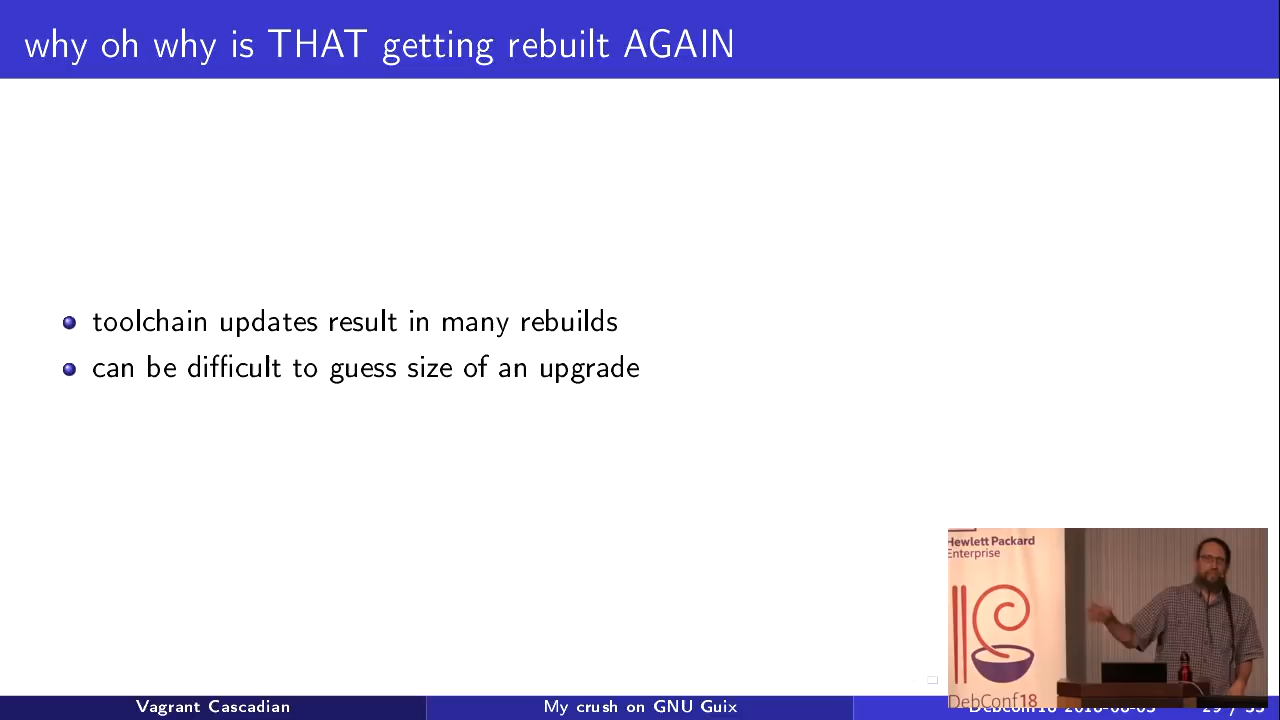 why oh why is THAT getting rebuilt AGAIN
toolchain updates result in many rebuilds
can be difficult to guess size of an upgrade
Hewlett Packard
Enterprise
DebConf18
Vagrant Cascadian
My crush on GNU Guix